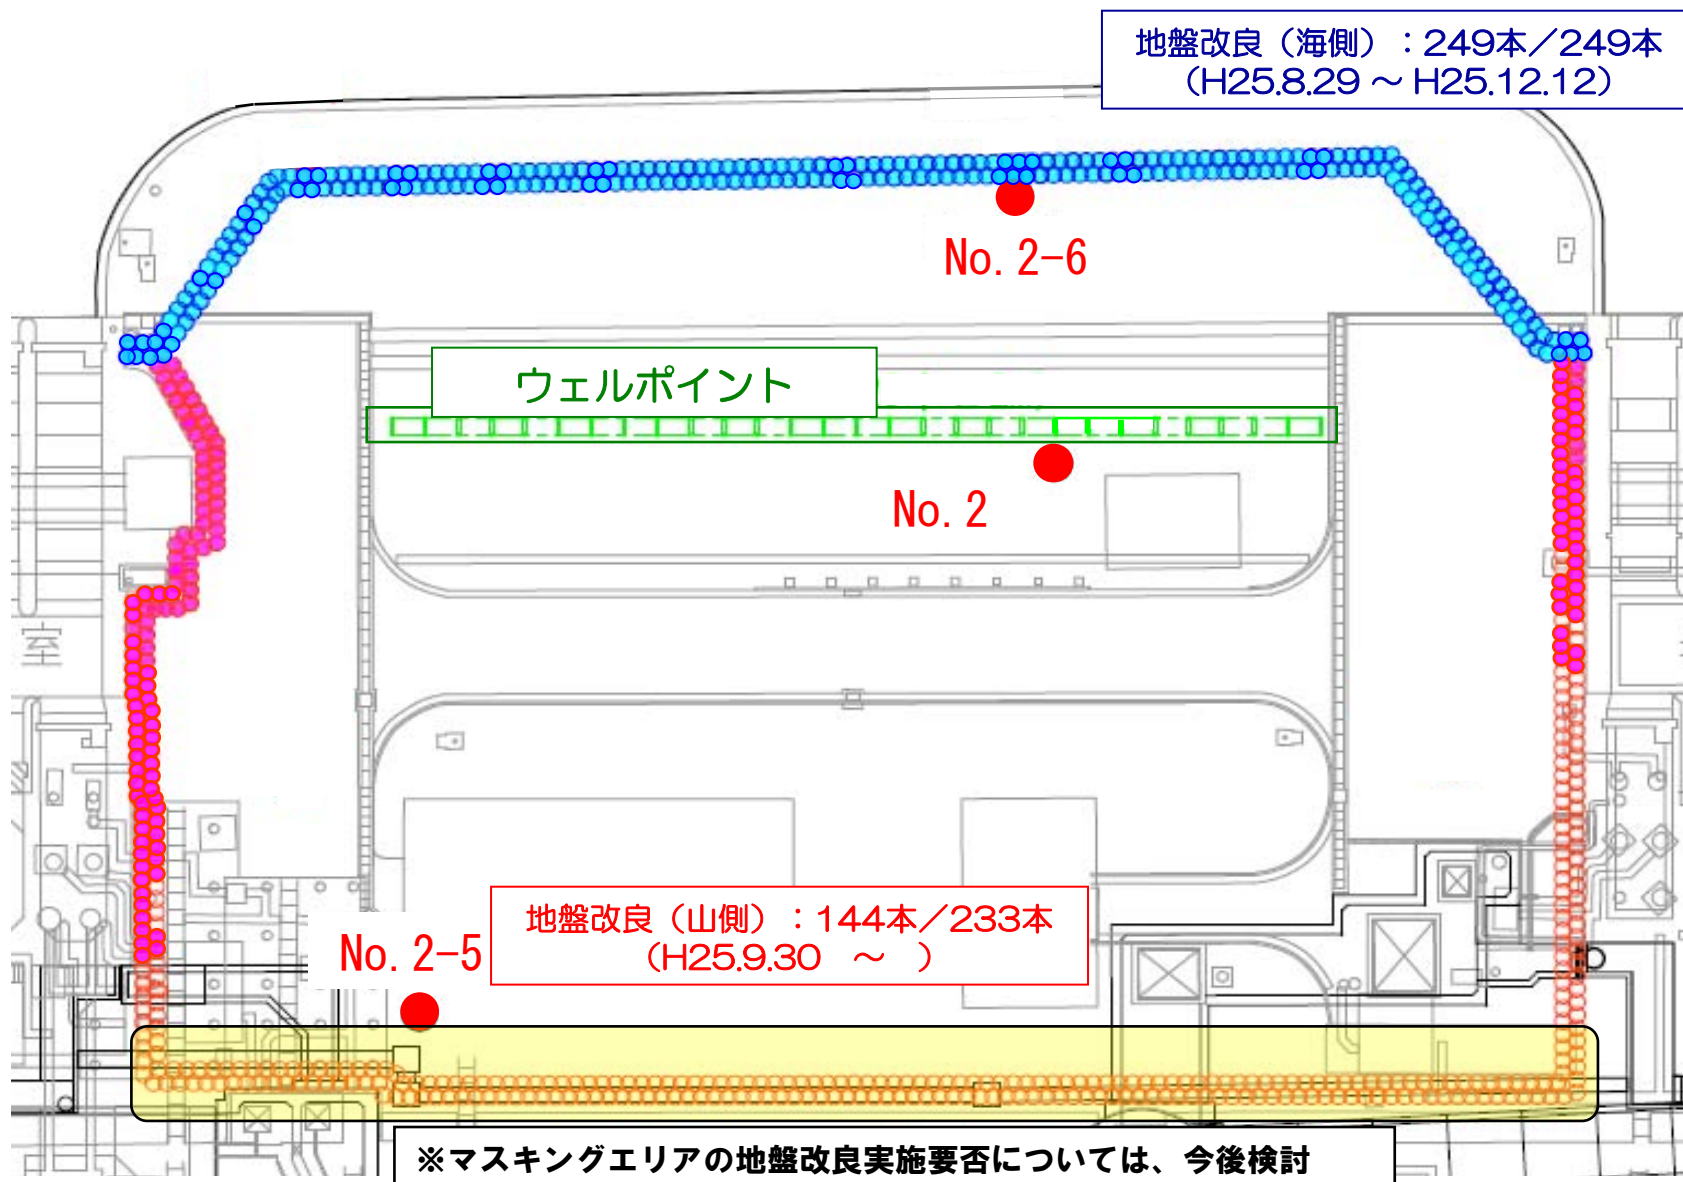 地盤改良（海側）：249本／249本
（H25.8.29 ～ H25.12.12）
No. 2-6
ウェルポイント
No. 2
室
地盤改良（山側）：144本／233本
（H25.9.30　～　）
No. 2-5
※マスキングエリアの地盤改良実施要否については、今後検討